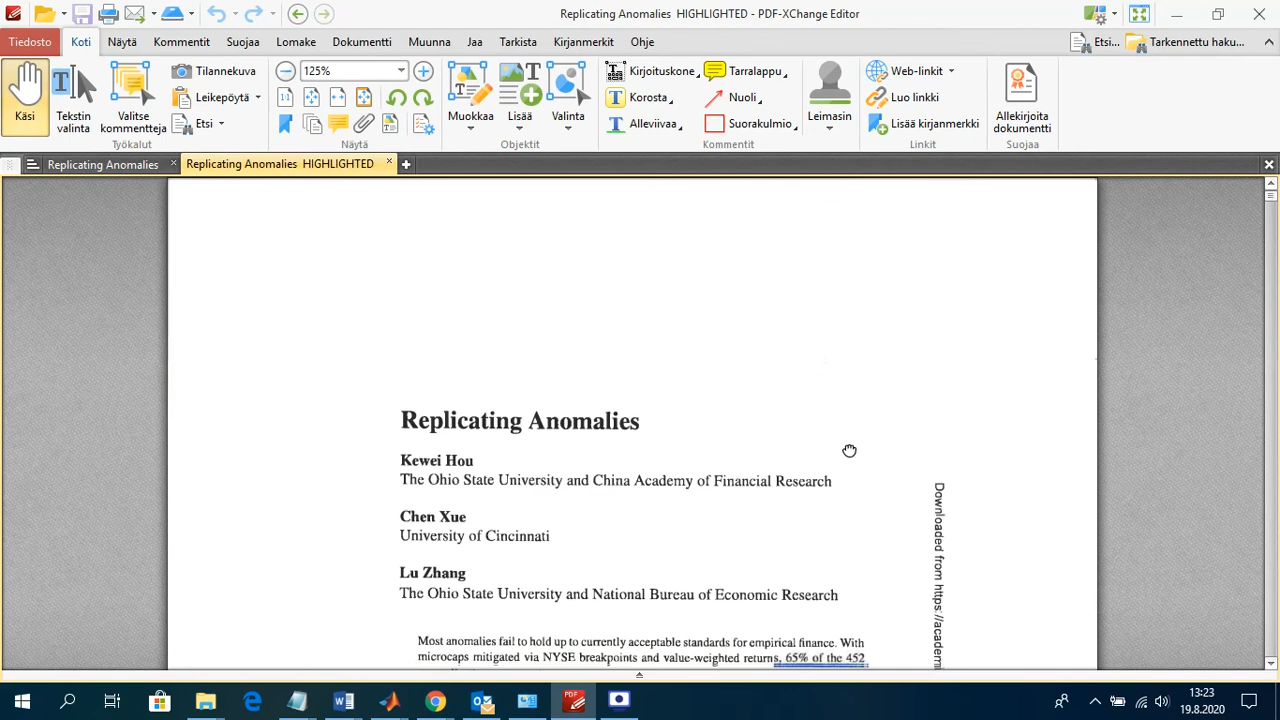 Replicating Anomalies HIGHLIGHTED - PDF-XChange Editor
Tiedosto Koti Näytä Kommentit Suojaa Lomake Dokumentti Muunna Jaa Tarkista Kirjanmerkit Ohje Etsi... Tarkennettu haku...
Käsi
Tekstin valinta
Valitse kommentteja
Työkalut
Tilannekuva
Leikepöytä
Etsi
125%
1:1
Näytä
Muokkaa
Lisää
Valinta
Objektit
Kirjoituskone
Korosta
Alleviivaa
Tarralappu
Nuoli
Suorakulmio
Kommentit
Leimasin
Web-linkit
Luo linkki
Lisää kirjanmerkki
Linkit
Allekirjoita dokumentti
Suojaa
Replicating Anomalies
Replicating Anomalies HIGHLIGHTED
Replicating Anomalies
Kewei Hou
The Ohio State University and China Academy of Financial Research
Chen Xue
University of Cincinnati
Lu Zhang
The Ohio State University and National Bureau of Economic Research
Most anomalies fail to hold up to currently acceptable standards for empirical finance. With
microcaps mitigated via NYSE breakpoints and value-weighted returns, 65% of the 452
Downloaded from https://academi
PDF
13:23
19.8.2020